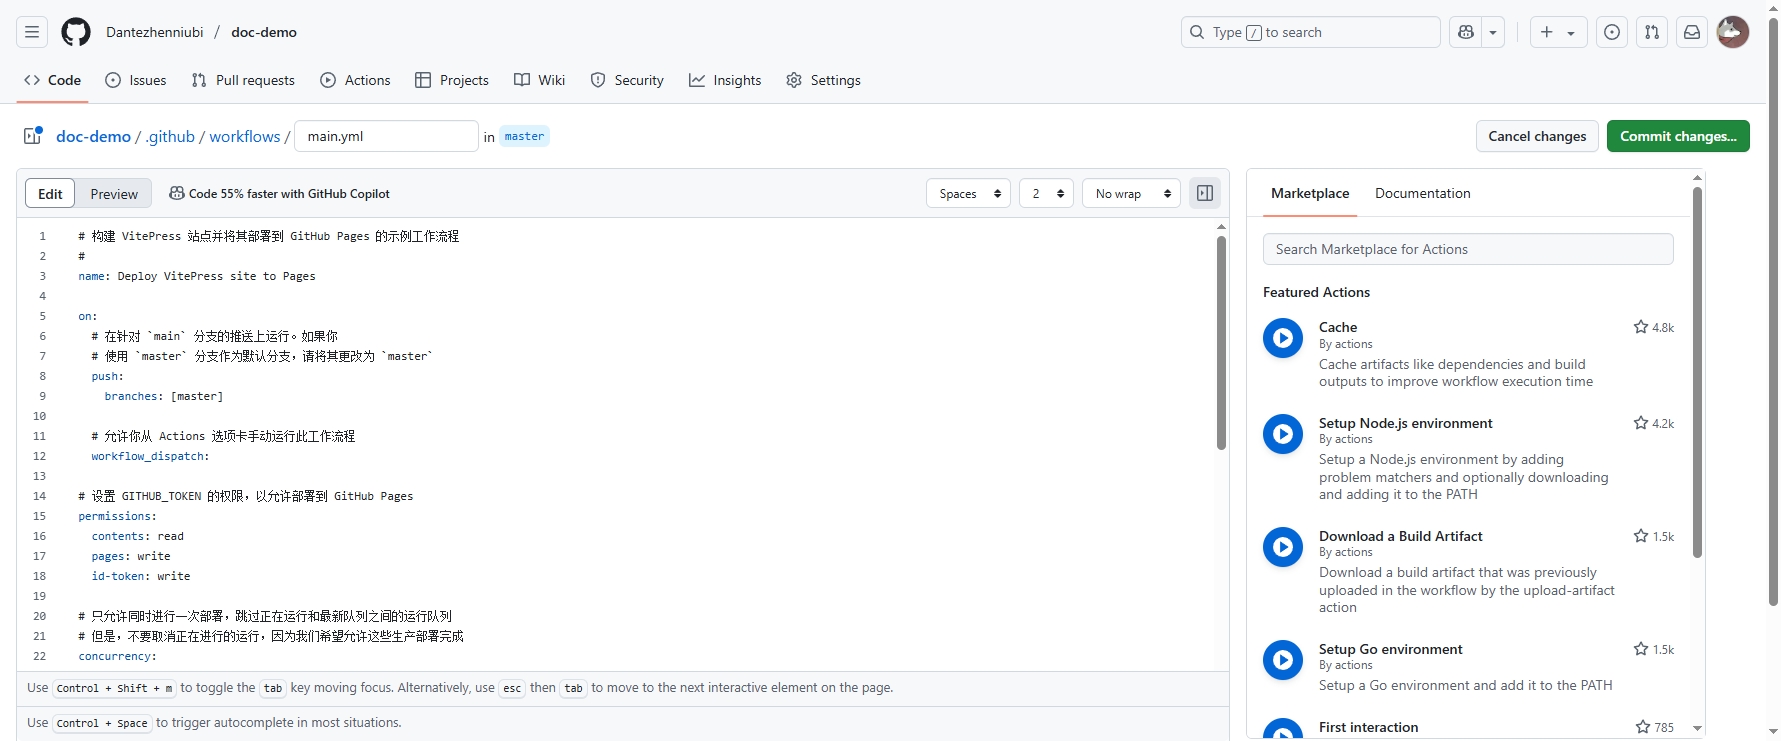 Dantezhenniubi / doc-demo
Type / to search
Code
Issues
Pull requests
Actions
Projects
Wiki
Security
Insights
Settings
doc-demo / .github / workflows / main.yml in master
Cancel changes
Commit changes...
Edit
Preview
Code 55% faster with GitHub Copilot
Spaces
2
No wrap
1 # 构建 VitePress 站点并将其部署到 GitHub Pages 的示例工作流程
2 #
3 name: Deploy VitePress site to Pages
4
5 on:
6 # 在针对 `main` 分支的推送上运行。如果你
7 # 使用 `master` 分支作为默认分支，请将其更改为 `master`
8 push:
9 branches: [master]
10
11 # 允许你从 Actions 选项卡手动运行此工作流程
12 workflow_dispatch:
13
14 # 设置 GITHUB_TOKEN 的权限，以允许部署到 GitHub Pages
15 permissions:
16 contents: read
17 pages: write
18 id-token: write
19
20 # 只允许同时进行一次部署，跳过正在运行和最新队列之间的运行队列
21 # 但是，不要取消正在进行的运行，因为我们希望允许这些生产部署完成
22 concurrency:
Use Control + Shift + m to toggle the tab key moving focus. Alternatively, use esc then tab to move to the next interactive element on the page.
Use Control + Space to trigger autocomplete in most situations.
Marketplace
Documentation
Search Marketplace for Actions
Featured Actions
Cache
4.8k
By actions
Cache artifacts like dependencies and build
outputs to improve workflow execution time
Setup Node.js environment
4.2k
By actions
Setup a Node.js environment by adding
problem matchers and optionally downloading
and adding it to the PATH
Download a Build Artifact
1.5k
By actions
Download a build artifact that was previously
uploaded in the workflow by the upload-artifact
action
Setup Go environment
1.5k
By actions
Setup a Go environment and add it to the PATH
First interaction
785